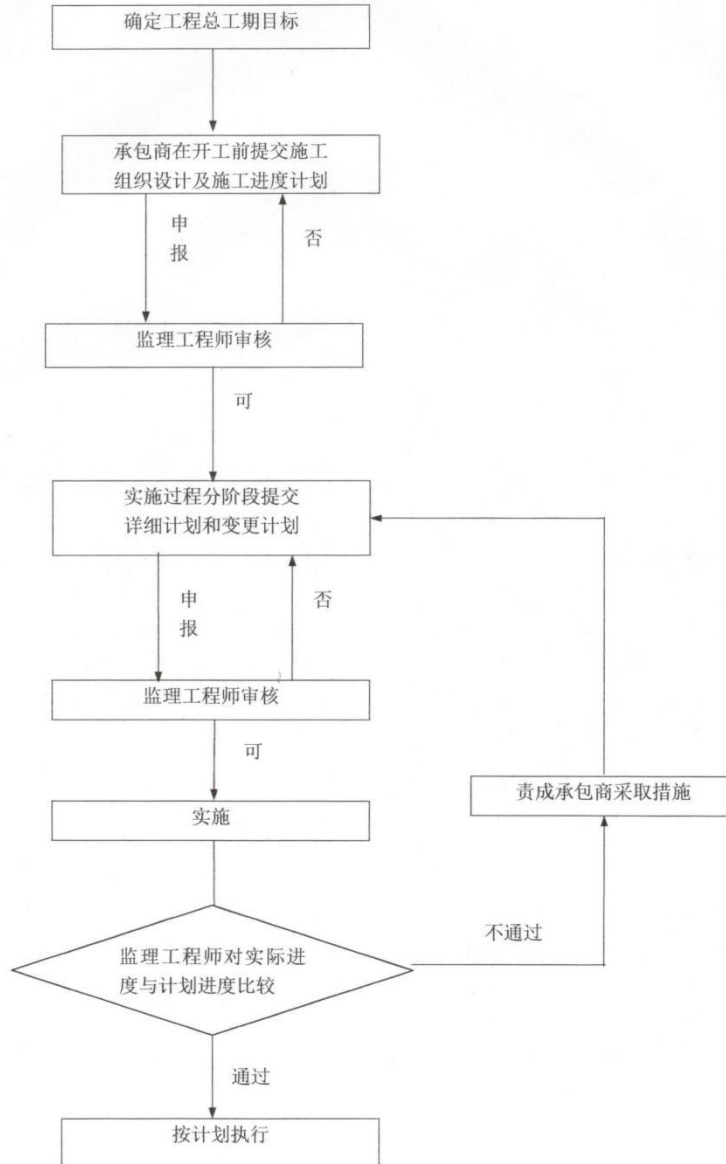 确定工程总工期目标
承包商在开工前提交施工
组织设计及施工进度计划
申
报
否
监理工程师审核
可
实施过程分阶段提交
详细计划和变更计划
申
报
否
监理工程师审核
可
责成承包商采取措施
实施
不通过
监理工程师对实际进
度与计划进度比较
通过
按计划执行